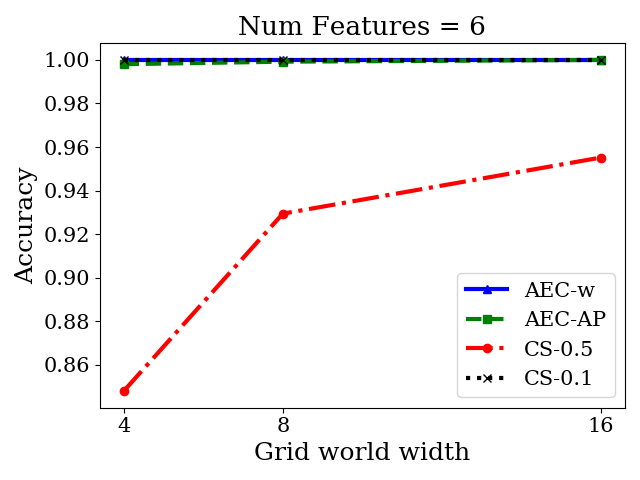 Num Features = 6
Accuracy
1.00
0.98
0.96
0.94
0.92
0.90
0.88
0.86
4
8
16
Grid world width
AEC-w
AEC-AP
CS-0.5
CS-0.1